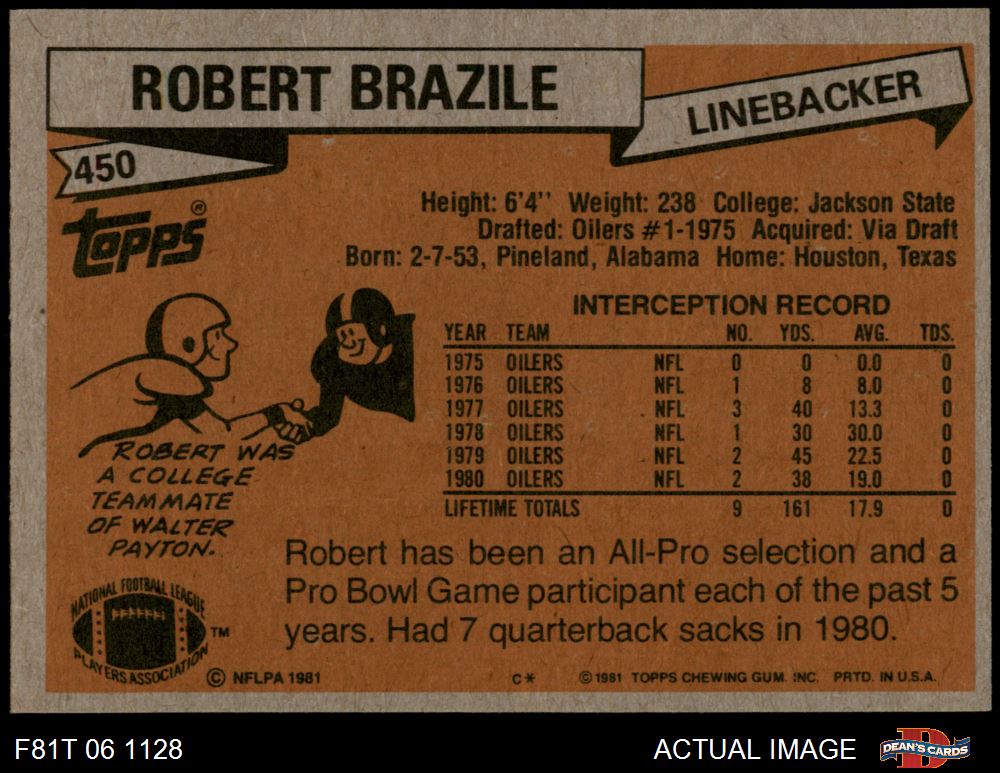 ROBERT BRAZILE
LINEBACKER
450
topps®
Height: 6'4'' Weight: 238 College: Jackson State
Drafted: Oilers #1-1975 Acquired: Via Draft
Born: 2-7-53, Pineland, Alabama Home: Houston, Texas
INTERCEPTION RECORD
YEAR TEAM NO. YDS. AVG. TDS.
1975 OILERS NFL 0 0 0.0 0
1976 OILERS NFL 1 8 8.0 0
1977 OILERS NFL 3 40 13.3 0
1978 OILERS NFL 1 30 30.0 0
1979 OILERS NFL 2 45 22.5 0
1980 OILERS NFL 2 38 19.0 0
LIFETIME TOTALS 9 161 17.9 0
ROBERT WAS
A COLLEGE
TEAMMATE
OF WALTER
PAYTON.
Robert has been an All-Pro selection and a
Pro Bowl Game participant each of the past 5
years. Had 7 quarterback sacks in 1980.
NATIONAL FOOTBALL LEAGUE
PLAYERS ASSOCIATION
TM
© NFLPA 1981
C*
© 1981 TOPPS CHEWING GUM. INC. PRTD. IN U.S.A.
F81T 06 1128
ACTUAL IMAGE
DEAN'S CARDS